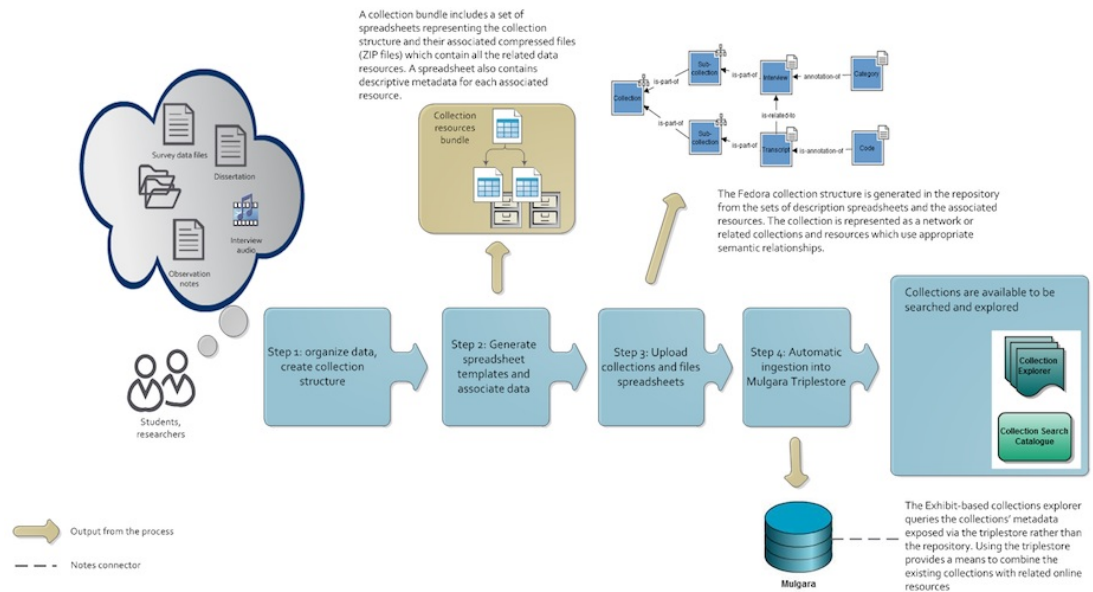 A collection bundle includes a set of
spreadsheets representing the collection
structure and their associated compressed files
(ZIP files) which contain all the related data
resources. A spreadsheet also contains
descriptive metadata for each associated
resource.
Survey data files
Dissertation
Interview
audio
Observation
notes
Students,
researchers
Collection
resources
bundle
Collection
is-part-of
is-part-of
Sub-
collection
Sub-
collection
is-part-of
is-part-of
Interview
is-related-to
Transcript
annotation-of
is-annotation-of
Category
Code
The Fedora collection structure is generated in the repository
from the sets of description spreadsheets and the associated
resources. The collection is represented as a network or
related collections and resources which use appropriate
semantic relationships.
Step 1: organize data,
create collection
structure
Step 2: Generate
spreadsheet
templates and
associate data
Step 3: Upload
collections and files
spreadsheets
Step 4: Automatic
ingestion into
Mulgara Triplestore
Collections are available to be
searched and explored
Collection
Explorer
Collection Search
Catalogue
Mulgara
The Exhibit-based collections explorer
queries the collections' metadata
exposed via the triplestore rather than
the repository. Using the triplestore
provides a means to combine the
existing collections with related online
resources
Output from the process
Notes connector